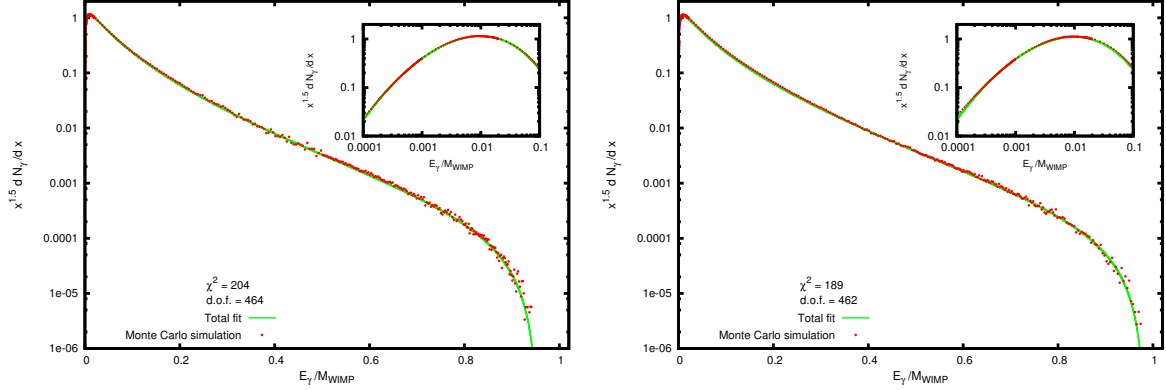 1
0.1
0.01
0.001
0.0001
1e-05
1e-06
0
0.2
0.4
0.6
0.8
1
x^1.5 d N_γ/d x
E_γ/M_WIMP
χ² = 204
d.o.f. = 464
Total fit
Monte Carlo simulation
1
0.1
0.01
0.0001
0.001
0.01
0.1
x^1.5 d N_γ/d x
E_γ/M_WIMP
1
0.1
0.01
0.001
0.0001
1e-05
1e-06
0
0.2
0.4
0.6
0.8
1
x^1.5 d N_γ/d x
E_γ/M_WIMP
χ² = 189
d.o.f. = 462
Total fit
Monte Carlo simulation
1
0.1
0.01
0.0001
0.001
0.01
0.1
x^1.5 d N_γ/d x
E_γ/M_WIMP